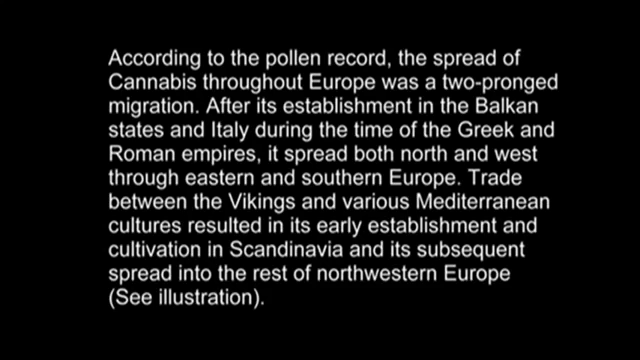 According to the pollen record, the spread of
Cannabis throughout Europe was a two-pronged
migration. After its establishment in the Balkan
states and Italy during the time of the Greek and
Roman empires, it spread both north and west
through eastern and southern Europe. Trade
between the Vikings and various Mediterranean
cultures resulted in its early establishment and
cultivation in Scandinavia and its subsequent
spread into the rest of northwestern Europe
(See illustration).